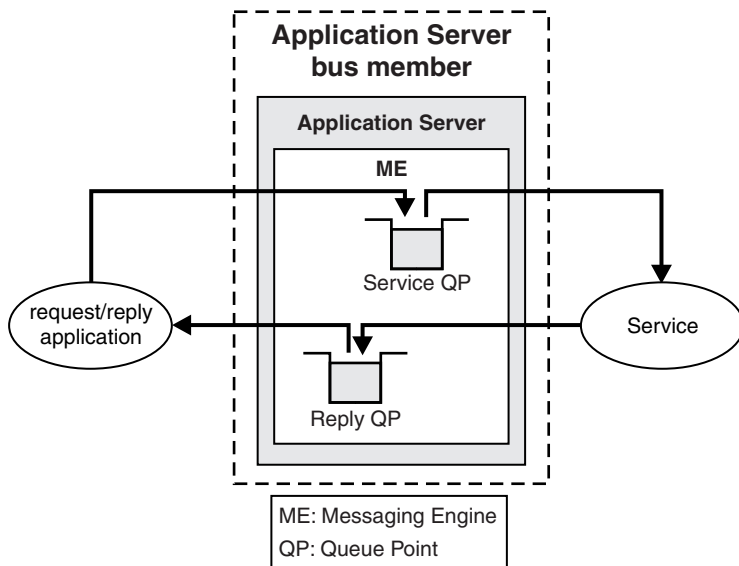 Application Server
bus member
Application Server
ME
Service QP
request/reply
application
Service
Reply QP
ME: Messaging Engine
QP: Queue Point